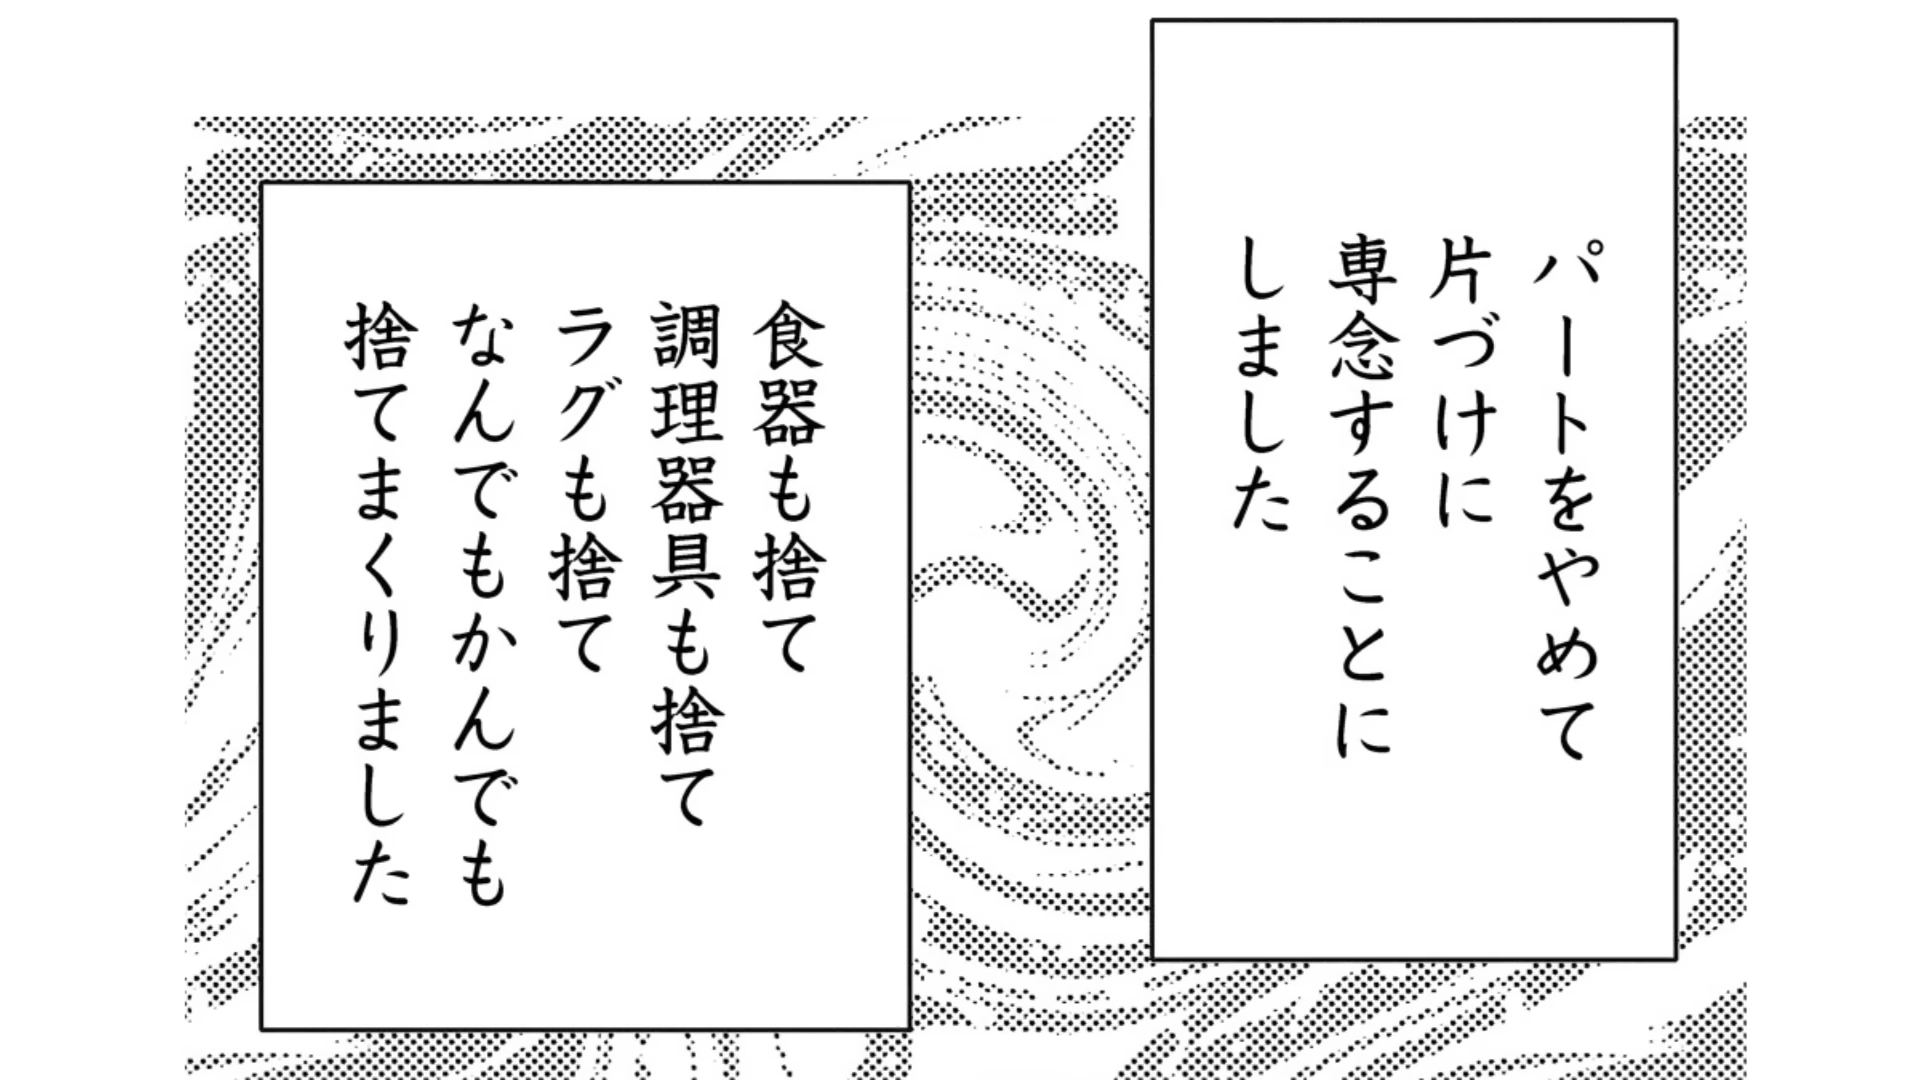 パートをやめて
片づけに
専念することに
しました
食器も捨て
調理器具も捨て
ラグも捨て
なんでもかんでも
捨てまくりました